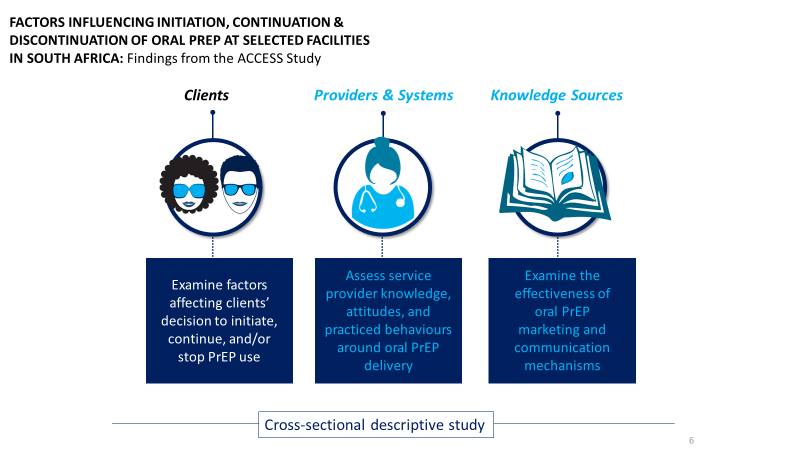 FACTORS INFLUENCING INITIATION, CONTINUATION &
DISCONTINUATION OF ORAL PREP AT SELECTED FACILITIES
IN SOUTH AFRICA: Findings from the ACCESS Study
Clients
Providers & Systems
Knowledge Sources
Examine factors
affecting clients’
decision to initiate,
continue, and/or
stop PrEP use
Assess service
provider knowledge,
attitudes, and
practiced behaviours
around oral PrEP
delivery
Examine the
effectiveness of
oral PrEP
marketing and
communication
mechanisms
Cross-sectional descriptive study
6